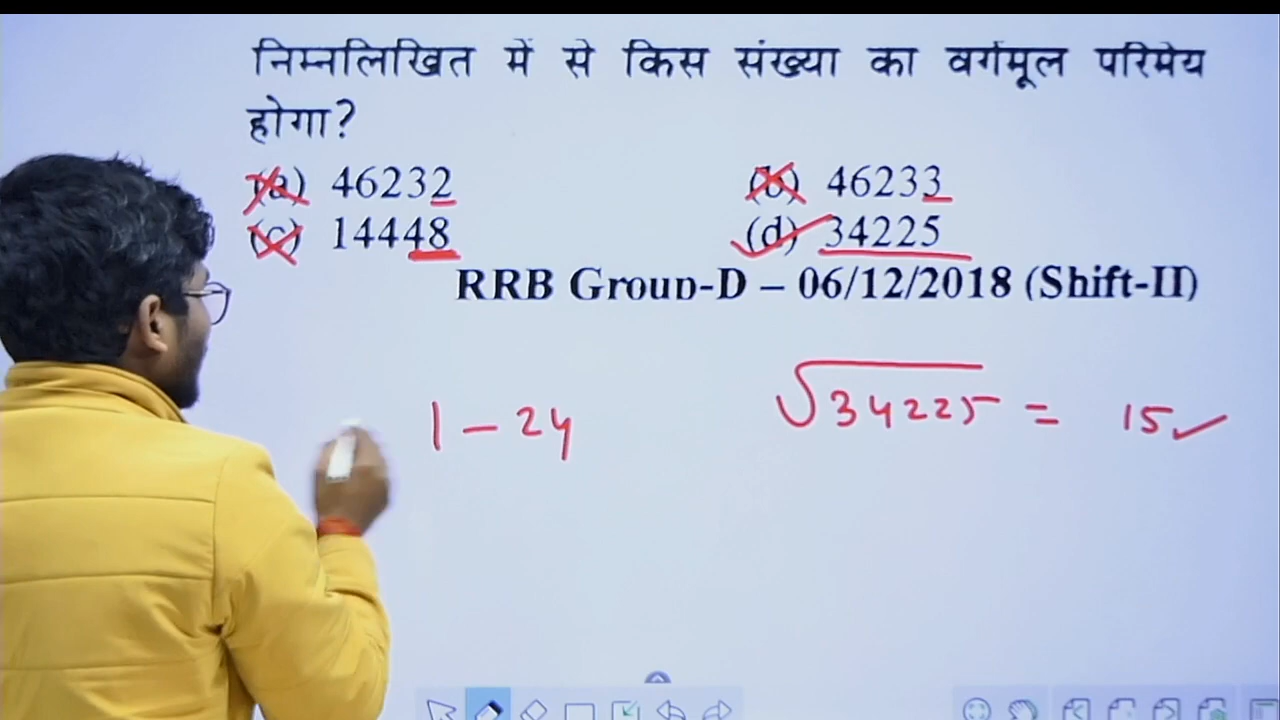 निम्नलिखित में से किस संख्या का वर्गमूल परिमेय
होगा?
(a) 46232 (b) 46233
(c) 14448 (d) 34225
RRB Group-D – 06/12/2018 (Shift-II)
1 – 24 √34225 = 15